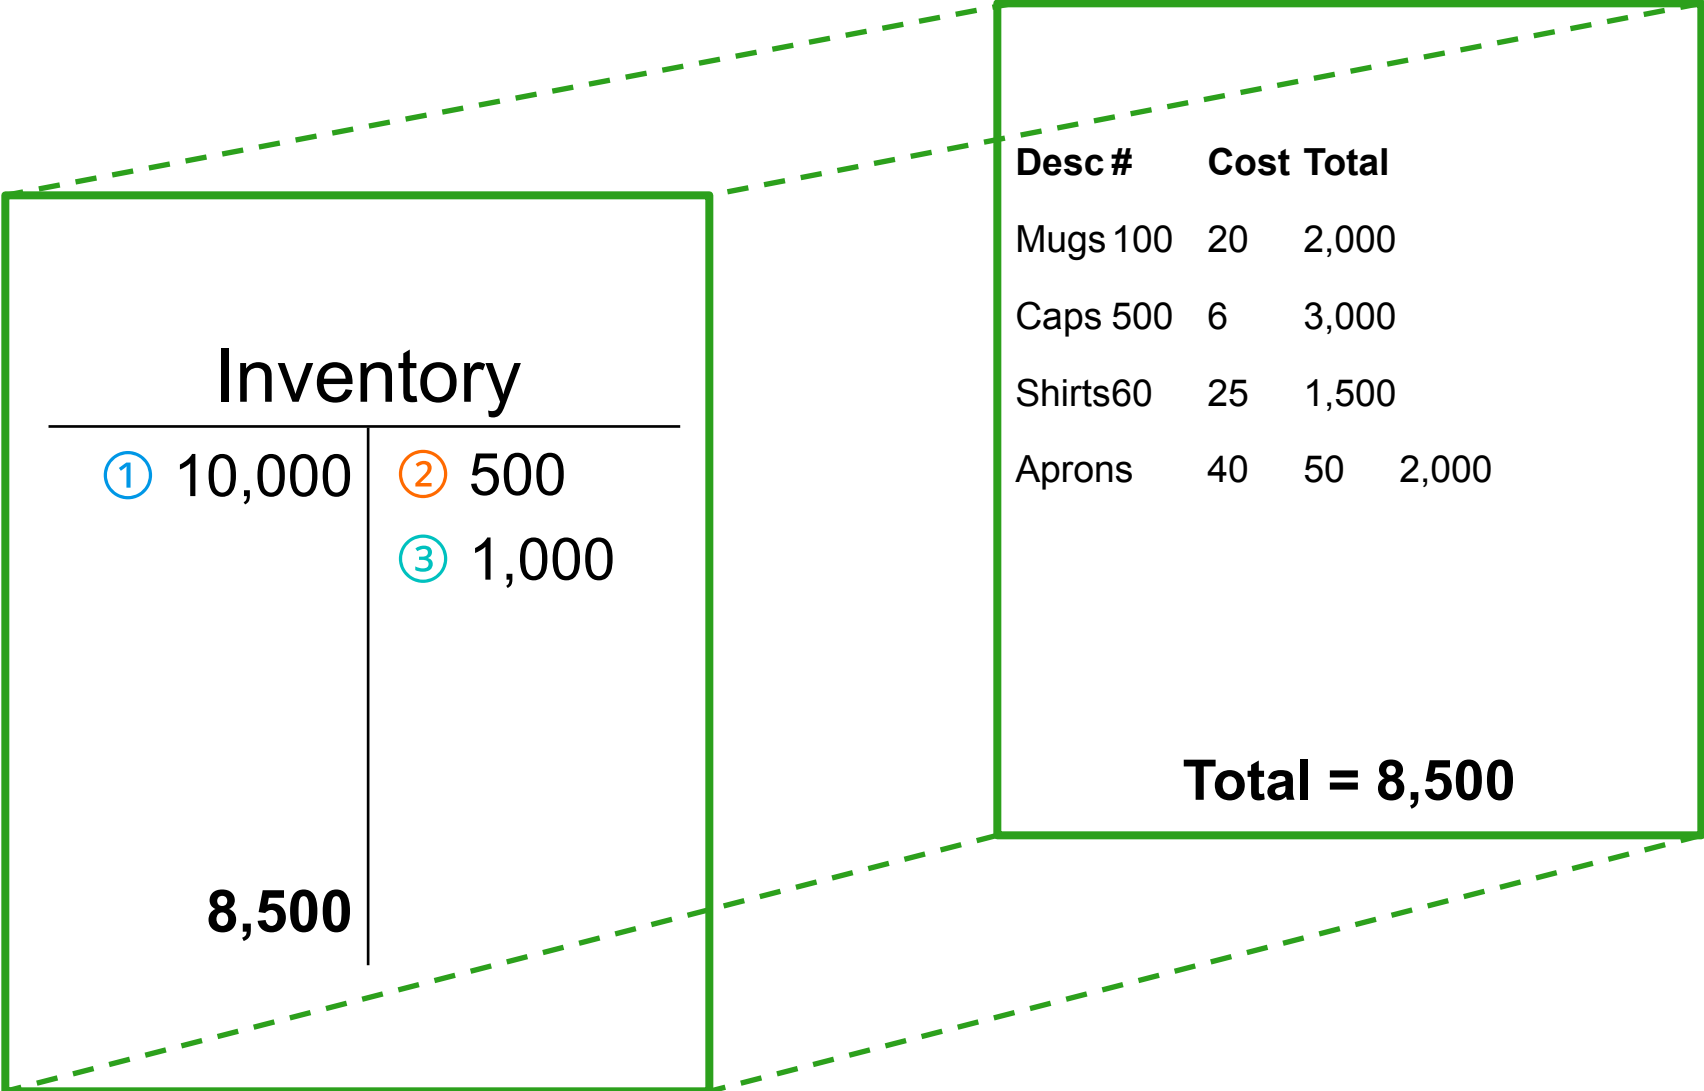 Inventory
① 10,000 ② 500
③ 1,000
8,500
Desc # Cost Total
Mugs 100 20 2,000
Caps 500 6 3,000
Shirts60 25 1,500
Aprons 40 50 2,000
Total = 8,500